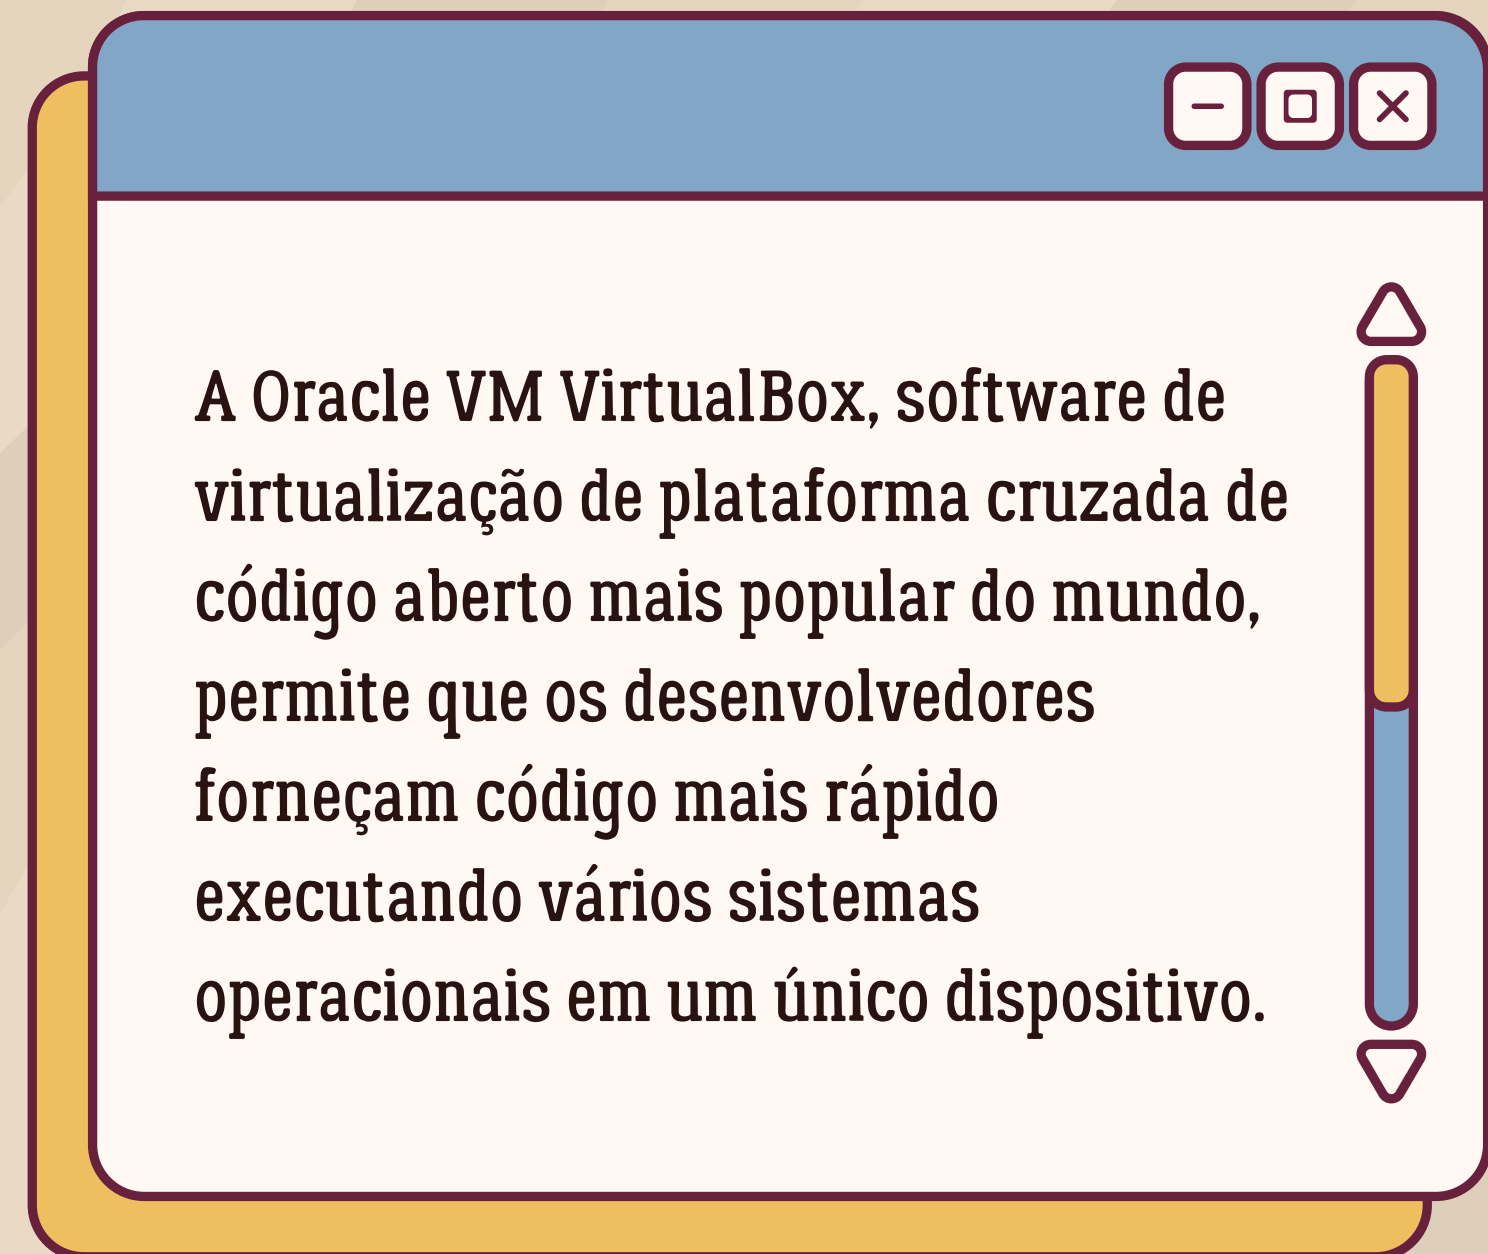 A Oracle VM VirtualBox, software de
virtualização de plataforma cruzada de
código aberto mais popular do mundo,
permite que os desenvolvedores
forneçam código mais rápido
executando vários sistemas
operacionais em um único dispositivo.